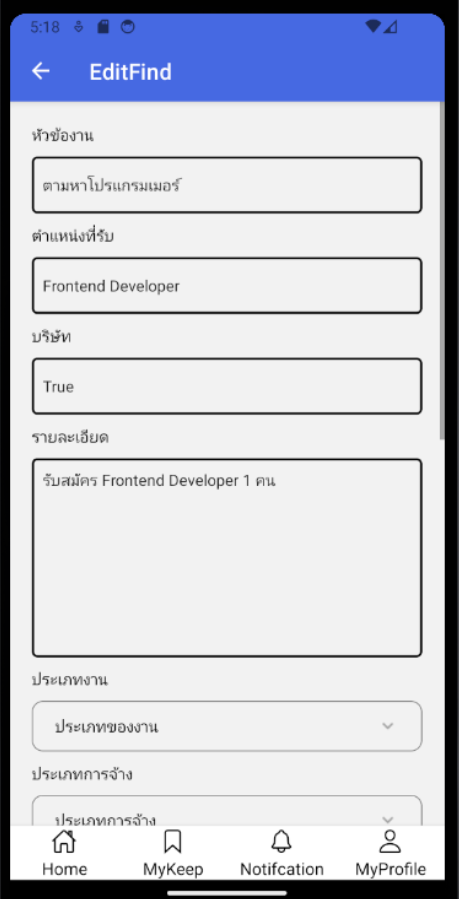 5:18
EditFind
หัวข้องาน
ตามหาโปรแกรมเมอร์
ตำแหน่งที่รับ
Frontend Developer
บริษัท
True
รายละเอียด
รับสมัคร Frontend Developer 1 คน
ประเภทงาน
ประเภทของงาน
ประเภทการจ้าง
ประเภทการจ้าง
Home MyKeep Notifcation MyProfile